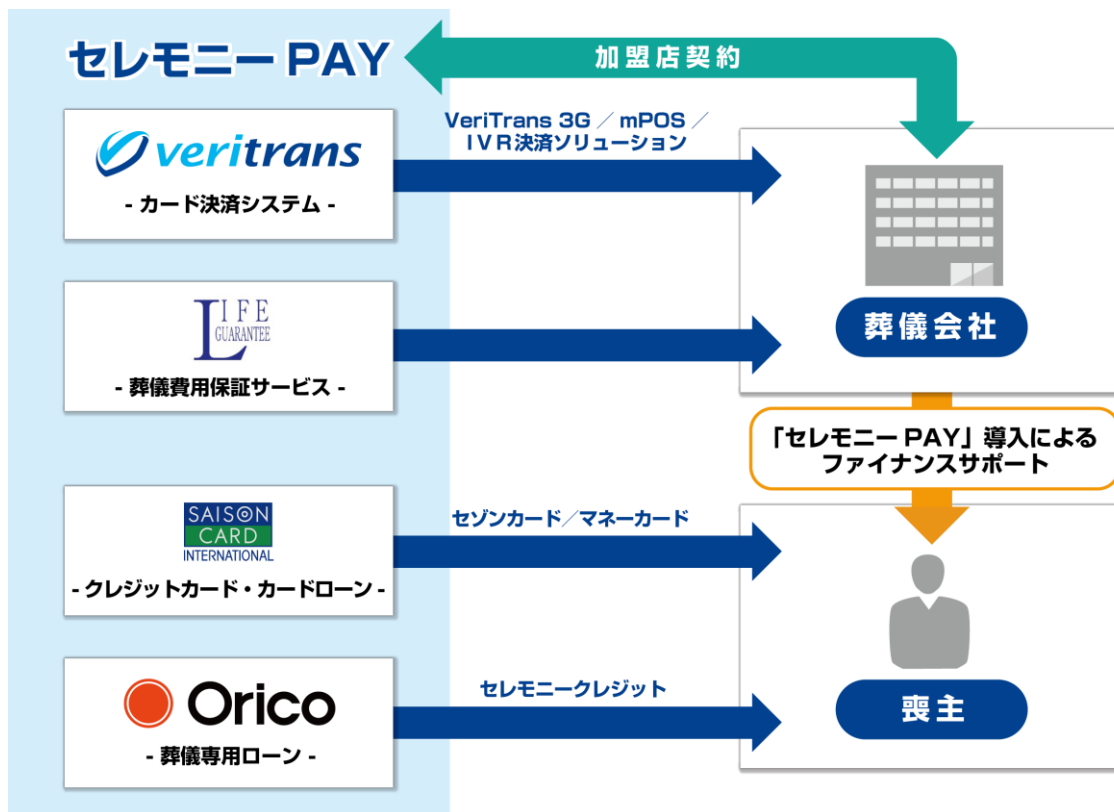 セレモニー PAY
加盟店契約
veritrans
- カード決済システム -
VeriTrans 3G ／ mPOS ／
IVR決済ソリューション
LIFE
GUARANTEE
- 葬儀費用保証サービス -
葬儀会社
「セレモニー PAY」導入による
ファイナンスサポート
SAISON
CARD
INTERNATIONAL
- クレジットカード・カードローン -
セゾンカード／マネーカード
Orico
- 葬儀専用ローン -
セレモニークレジット
喪主